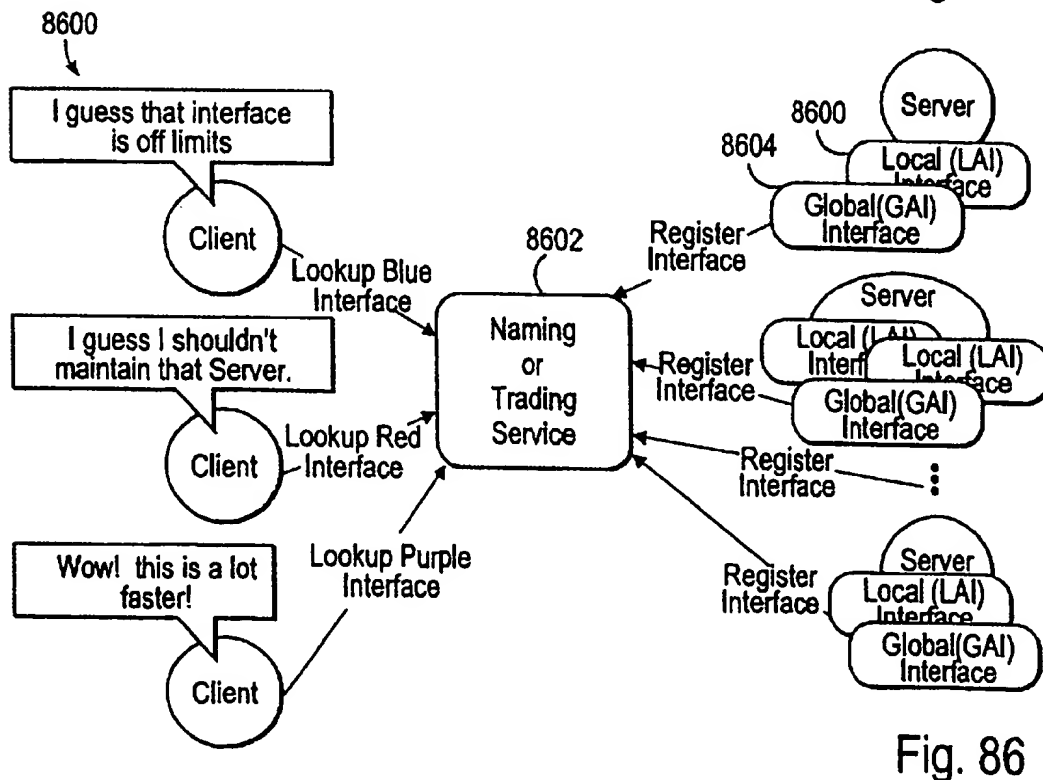 8600
I guess that interface
is off limits
Client
Lookup Blue
Interface
I guess I shouldn't
maintain that Server.
Client
Lookup Red
Interface
Wow! this is a lot
faster!
Client
Lookup Purple
Interface
8602
Naming
or
Trading
Service
8600
8604
Server
Local (LAI)
Interface
Global(GAI)
Interface
Register
Interface
Server
Local (LAI)
Interface
Local (LAI)
Interface
Global(GAI)
Interface
Register
Interface
Register
Interface
Server
Local (LAI)
Interface
Global(GAI)
Interface
Register
Interface
Fig. 86